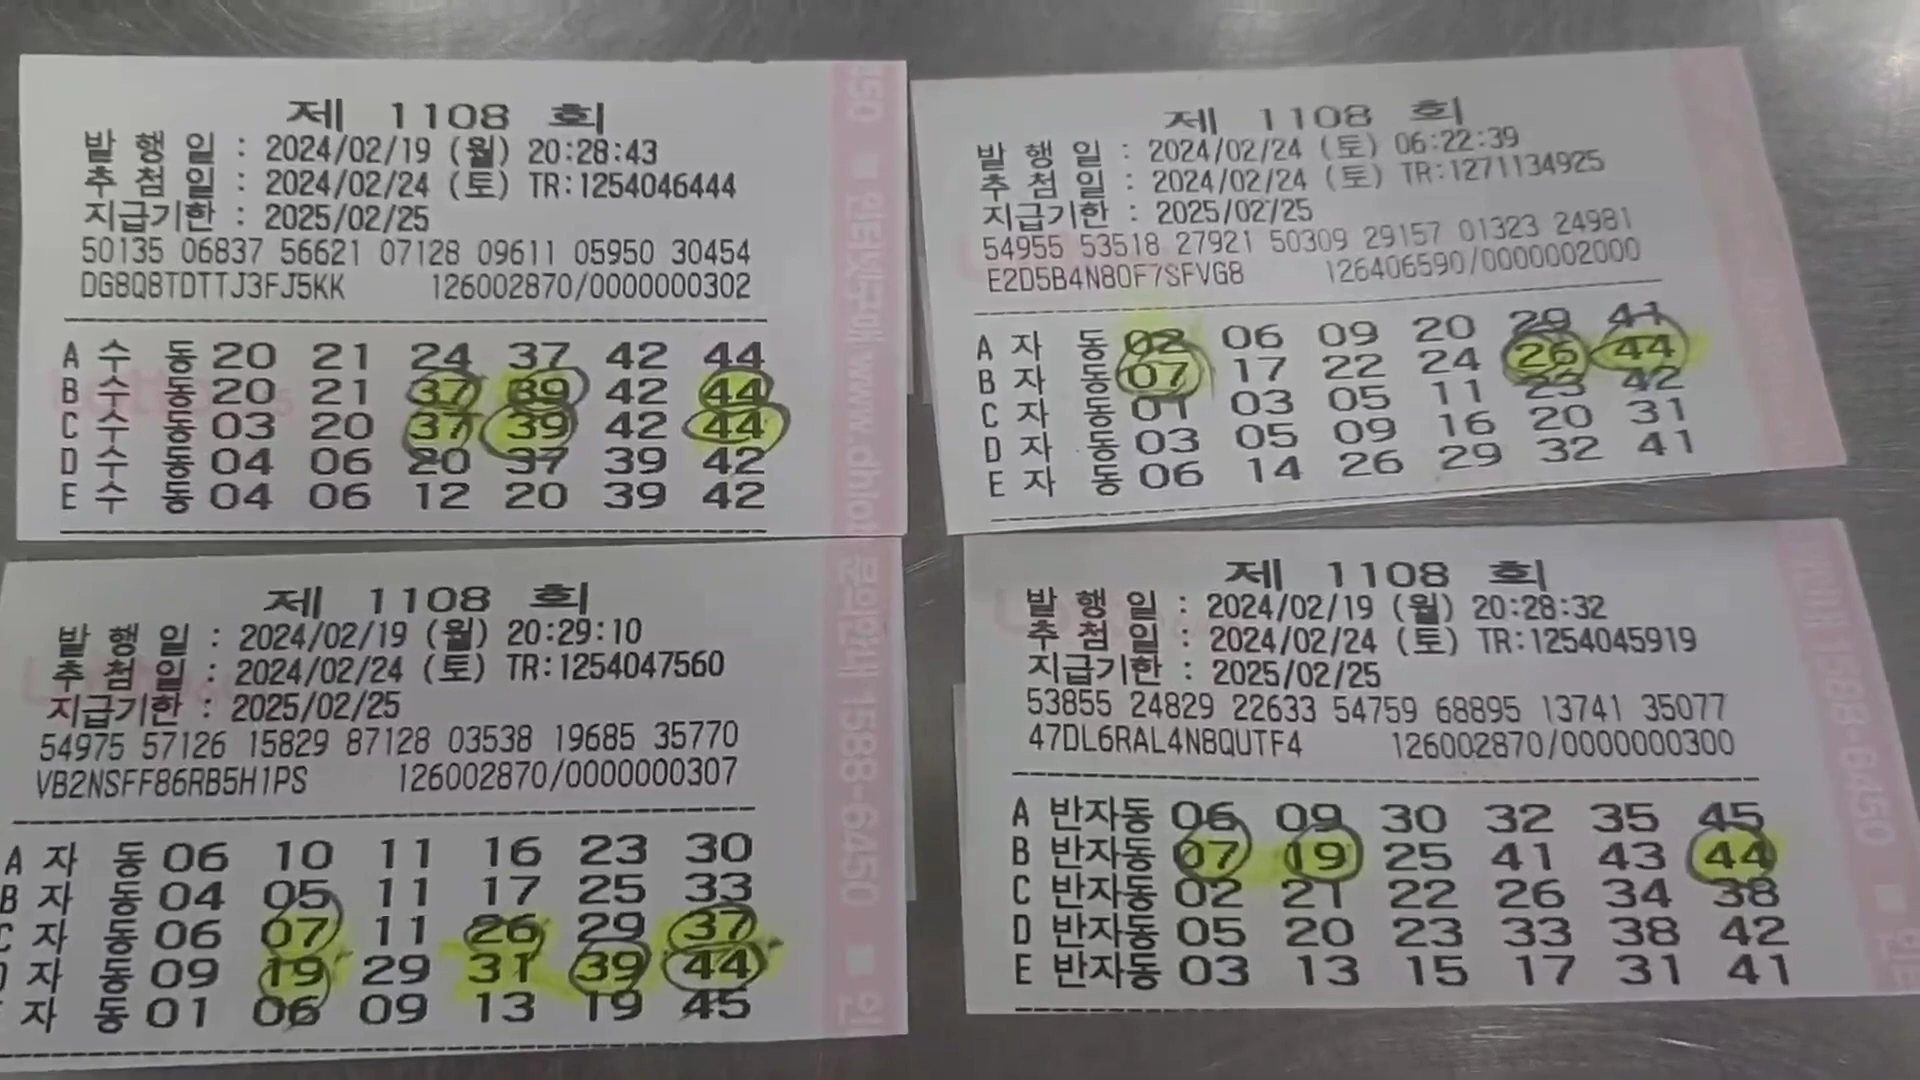 제 1108 회
발 행 일 : 2024/02/19 (월) 20:28:43
추 첨 일 : 2024/02/24 (토) TR:1254046444
지급기한 : 2025/02/25
50135 06837 56621 07128 09611 05950 30454
DG8Q8TDTTJ3FJ5KK 126002870/0000000302
A 수 동 20 21 24 37 42 44
B 수 동 20 21 37 39 42 44
C 수 동 03 20 37 39 42 44
D 수 동 04 06 20 37 39 42
E 수 동 04 06 12 20 39 42
제 1108 회
발 행 일 : 2024/02/24 (토) 06:22:39
추 첨 일 : 2024/02/24 (토) TR:1271134925
지급기한 : 2025/02/25
54955 53518 27921 50309 29157 01323 24981
E2D5B4N8OF7SFVG8 126406590/0000002000
A 자 동 02 06 09 20 29 41
B 자 동 07 17 22 24 26 44
C 자 동 01 03 05 11 23 42
D 자 동 03 05 09 16 20 31
E 자 동 06 14 26 29 32 41
제 1108 회
발 행 일 : 2024/02/19 (월) 20:29:10
추 첨 일 : 2024/02/24 (토) TR:1254047560
지급기한 : 2025/02/25
54975 57126 15829 87128 03538 19685 35770
VB2NSFF86RB5H1PS 126002870/0000000307
A 자 동 06 10 11 16 23 30
B 자 동 04 05 11 17 25 33
C 자 동 06 07 11 26 29 37
D 자 동 09 19 29 31 39 44
자 동 01 06 09 13 19 45
제 1108 회
발 행 일 : 2024/02/19 (월) 20:28:32
추 첨 일 : 2024/02/24 (토) TR:1254045919
지급기한 : 2025/02/25
53855 24829 22633 54759 68895 13741 35077
47DL6RAL4N8QUTF4 126002870/0000000300
A 반자동 06 09 30 32 35 45
B 반자동 07 19 25 41 43 44
C 반자동 02 21 22 26 34 38
D 반자동 05 20 23 33 38 42
E 반자동 03 13 15 17 31 41
인터넷구매 www.dhlot
문의안내 1588-6450
1588-6450